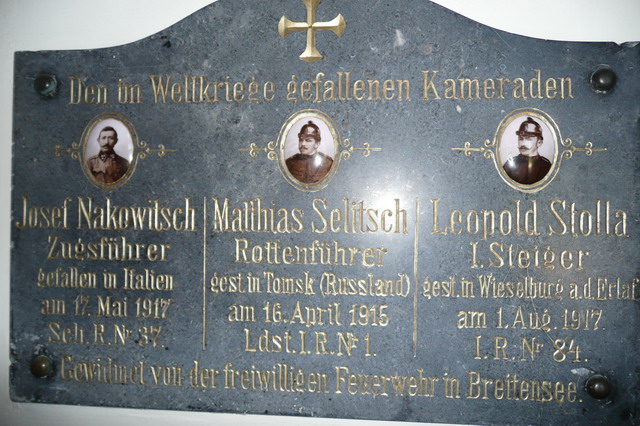 Den im Weltkriege gefallenen Kameraden
Josef Nakowitsch
Zugsführer
gefallen in Italien
am 17. Mai 1917
Sch. R. Nr 37.
Matthias Selitsch
Rottenführer
gest. in Tomsk (Russland)
am 16. April 1915
Ldst. I. R. Nr 1.
Leopold Stolla
I. Steiger
gest. in Wieselburg a. d. Erlaf
am 1. Aug. 1917.
I. R. Nr 84.
Gewidmet von der freiwilligen Feuerwehr in Breitensee.